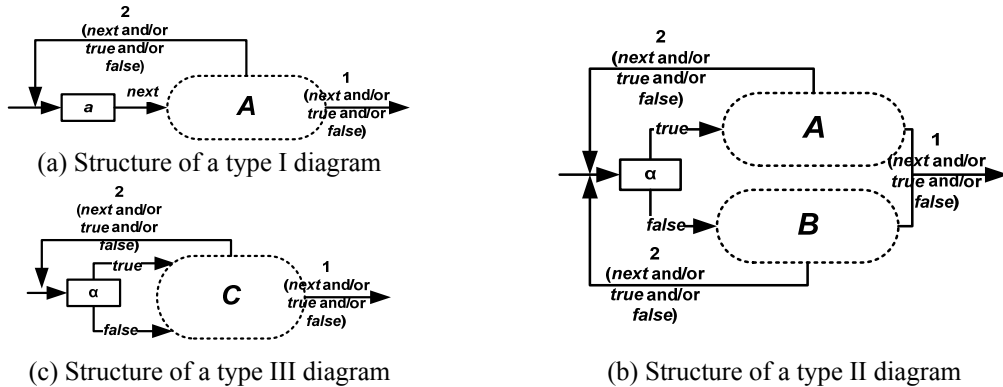 2
(next and/or
true and/or
false)
next
a
A
1
(next and/or
true and/or
false)
(a) Structure of a type I diagram
2
(next and/or
true and/or
false)
true
α
false
C
1
(next and/or
true and/or
false)
(c) Structure of a type III diagram
2
(next and/or
true and/or
false)
true
A
α
1
(next and/or
true and/or
false)
false
B
2
(next and/or
true and/or
false)
(b) Structure of a type II diagram